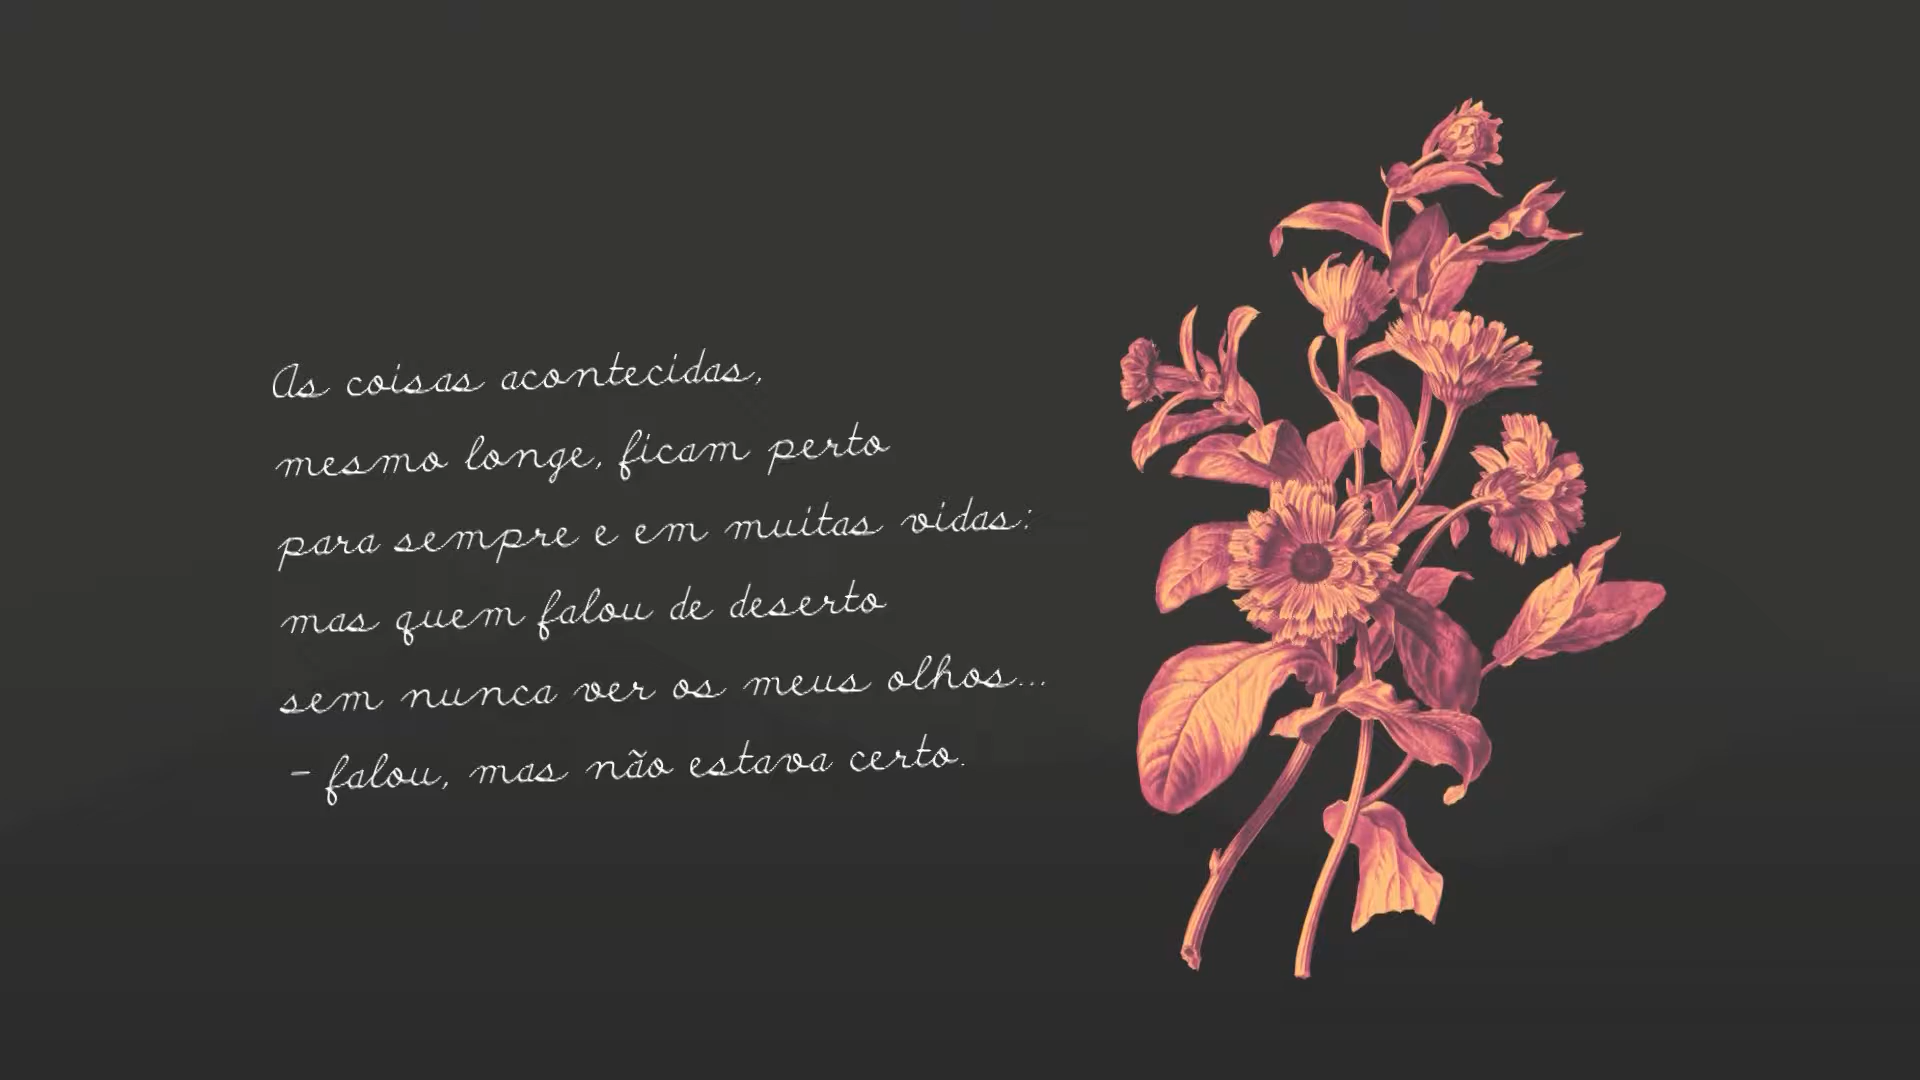 As coisas acontecidas,
mesmo longe, ficam perto
para sempre e em muitas vidas:
mas quem falou de deserto
sem nunca ver os meus olhos...
- falou, mas não estava certo.